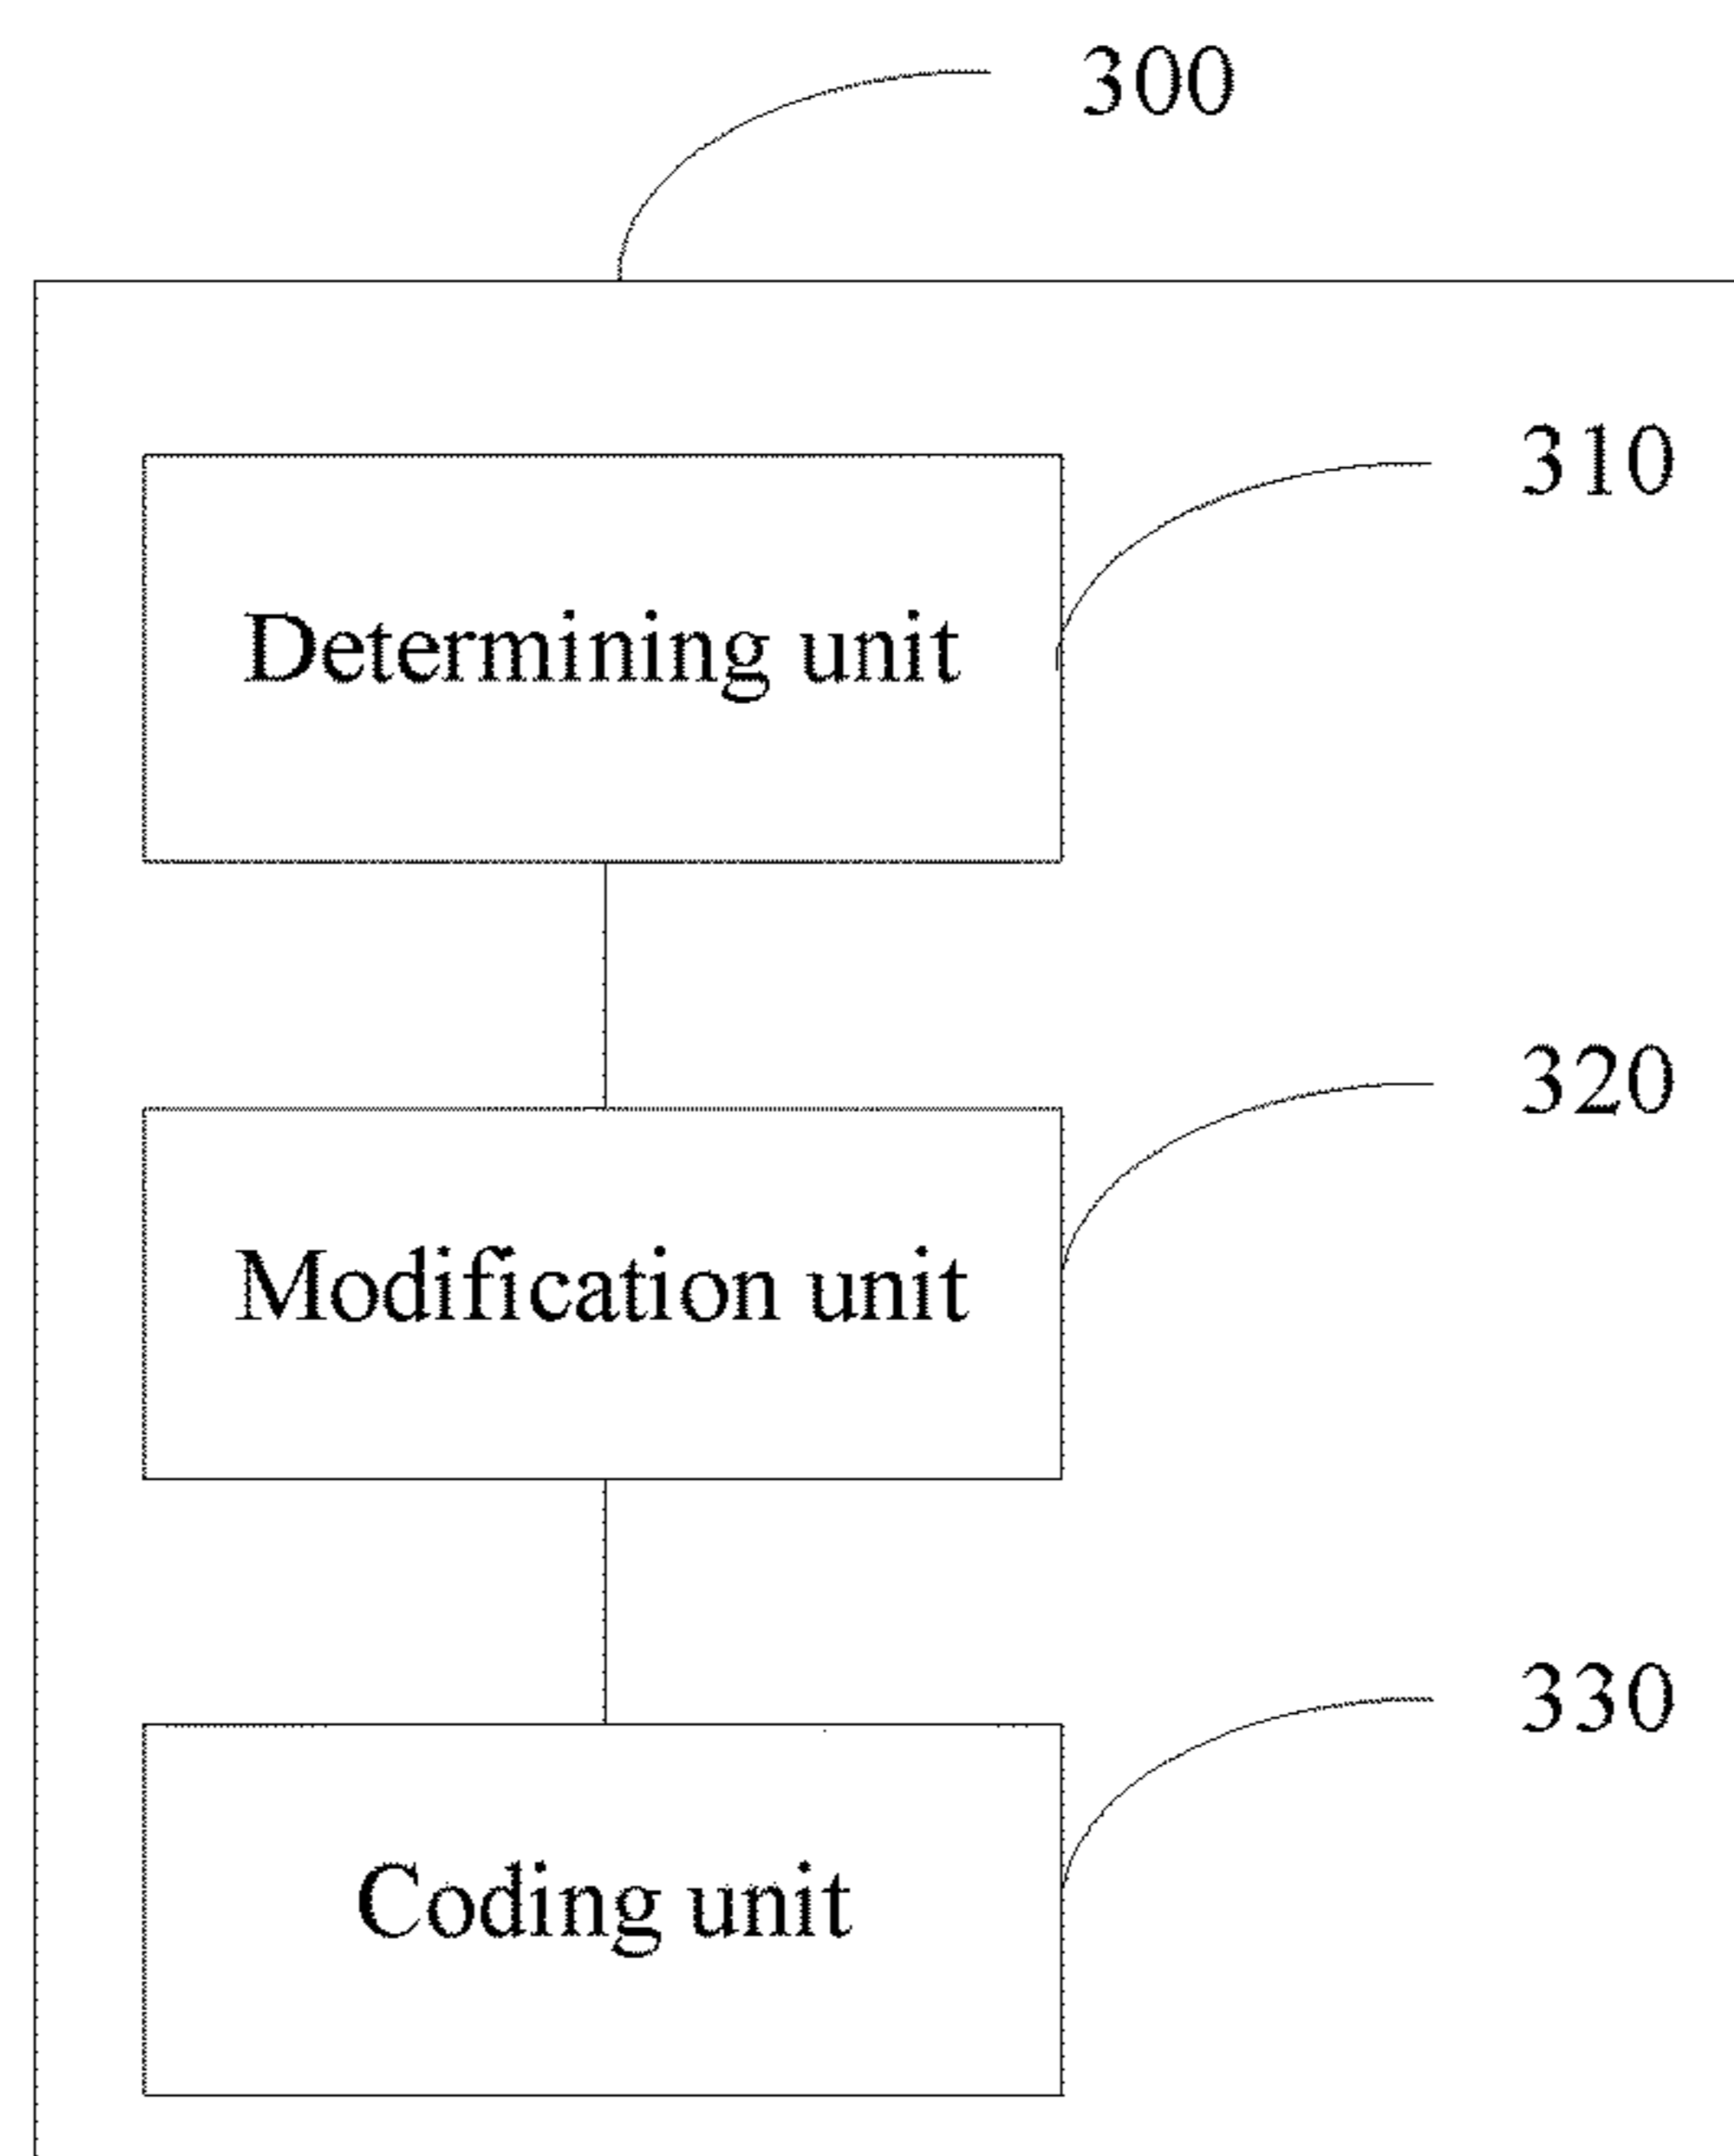 300
310
Determining unit
320
Modification unit
330
Coding unit